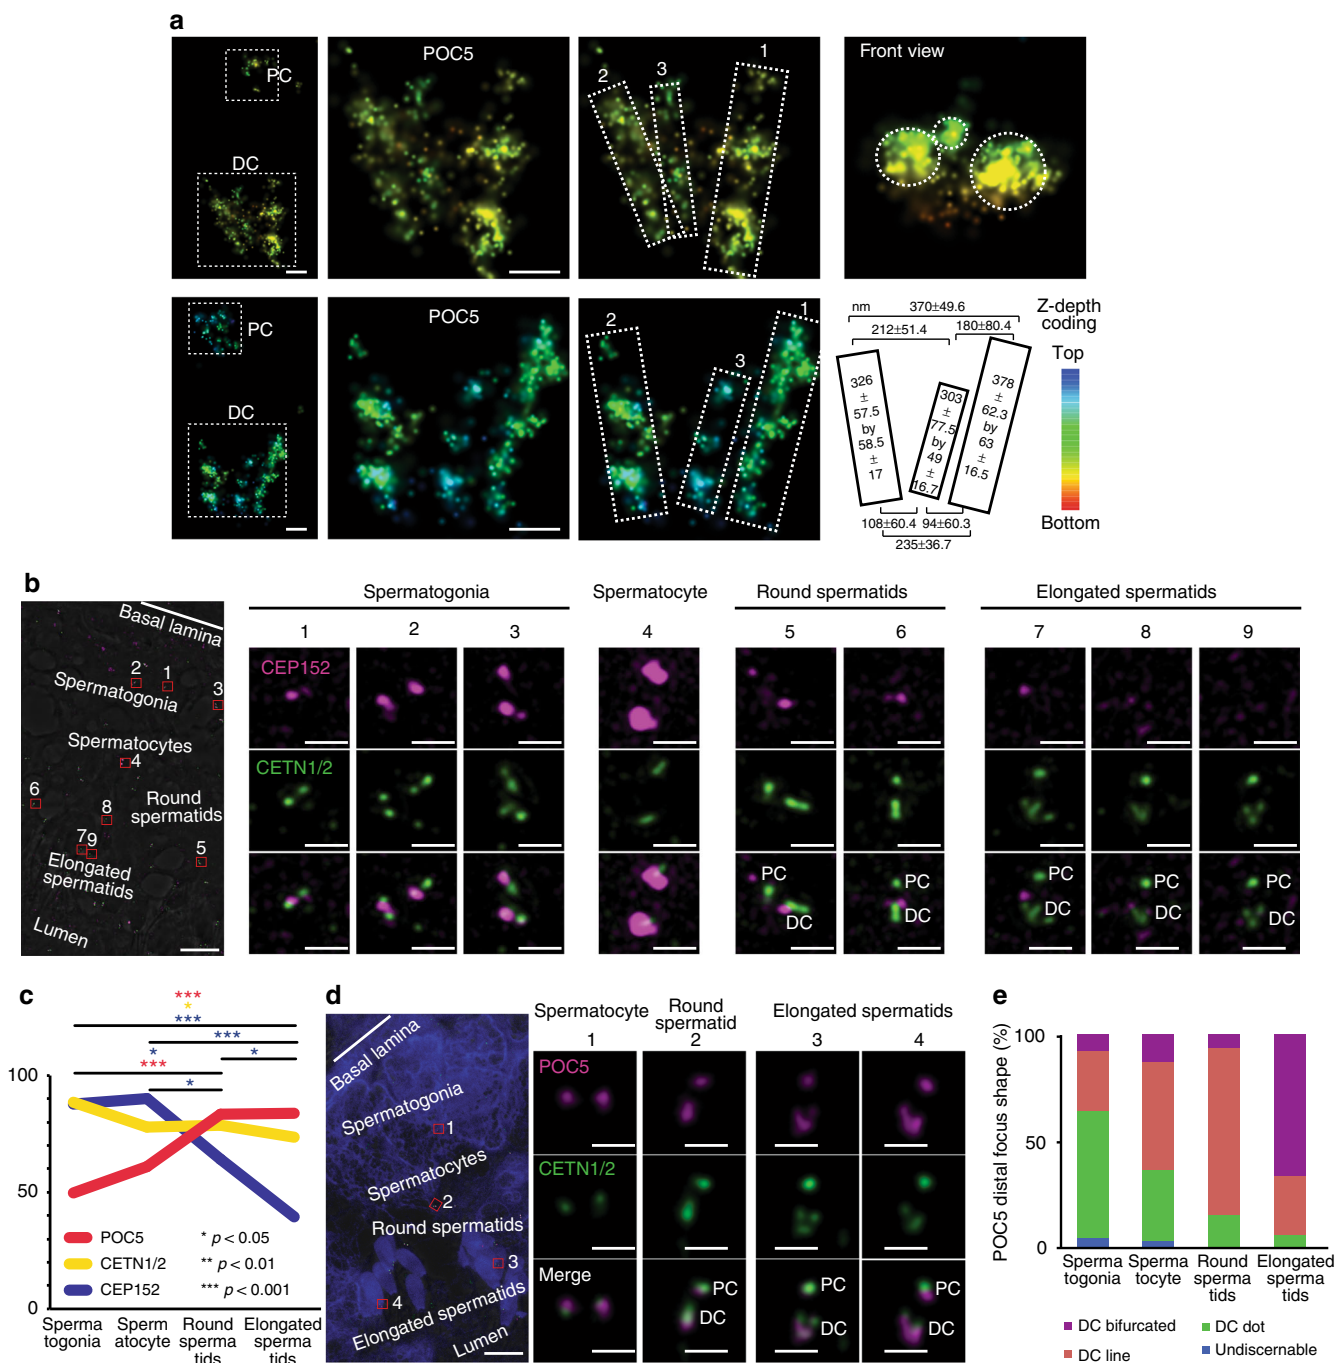 a
PC
DC
POC5
2
3
1
Front view
PC
DC
POC5
2
3
1
nm 370±49.6
212±51.4
180±80.4
326
±
57.5
by
58.5
±
17
303
±
77.5
by
49
±
16.7
378
±
62.3
by
63
±
16.5
108±60.4 94±60.3
235±36.7
Z-depth
coding
Top
Bottom
b
Basal lamina
2 1
3
Spermatogonia
Spermatocytes
4
6
8
Round
spermatids
79
5
Elongated
spermatids
Lumen
Spermatogonia
Spermatocyte
Round spermatids
Elongated spermatids
1 2 3 4 5 6 7 8 9
CEP152
CETN1/2
PC
DC
PC
DC
PC
DC
PC
DC
PC
DC
c
***
*
***
***
* *
***
*
100
50
0
POC5
CETN1/2
CEP152
* p < 0.05
** p < 0.01
*** p < 0.001
Sperma
togonia
Sperm
atocyte
Round
sperma
tids
Elongated
sperma
tids
d
Basal lamina
Spermatogonia
1
Spermatocytes
2
Round spermatids
3
4
Elongated spermatids
Lumen
Spermatocyte
Round
spermatid
Elongated spermatids
1 2 3 4
POC5
CETN1/2
Merge
PC
DC
PC
DC
PC
DC
e
POC5 distal focus shape (%)
100
50
0
Sperma
togonia
Sperma
tocyte
Round
sperma
tids
Elongated
sperma
tids
DC bifurcated
DC line
DC dot
Undiscernable